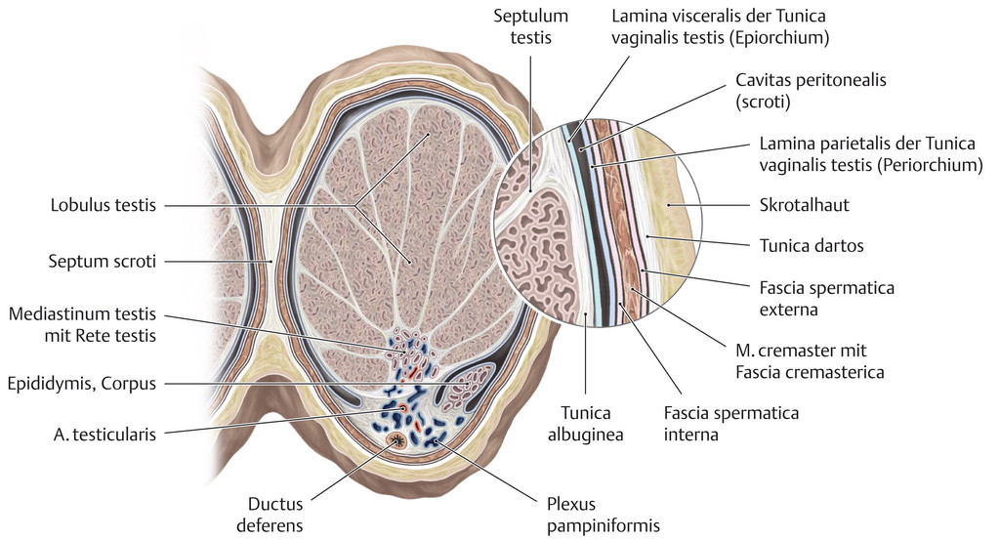 Septulum
testis
Lamina visceralis der Tunica
vaginalis testis (Epiorchium)
Cavitas peritonealis
(scroti)
Lamina parietalis der Tunica
vaginalis testis (Periorchium)
Skrotalhaut
Tunica dartos
Fascia spermatica
externa
M. cremaster mit
Fascia cremasterica
Fascia spermatica
interna
Tunica
albuginea
Lobulus testis
Septum scroti
Mediastinum testis
mit Rete testis
Epididymis, Corpus
A. testicularis
Ductus
deferens
Plexus
pampiniformis